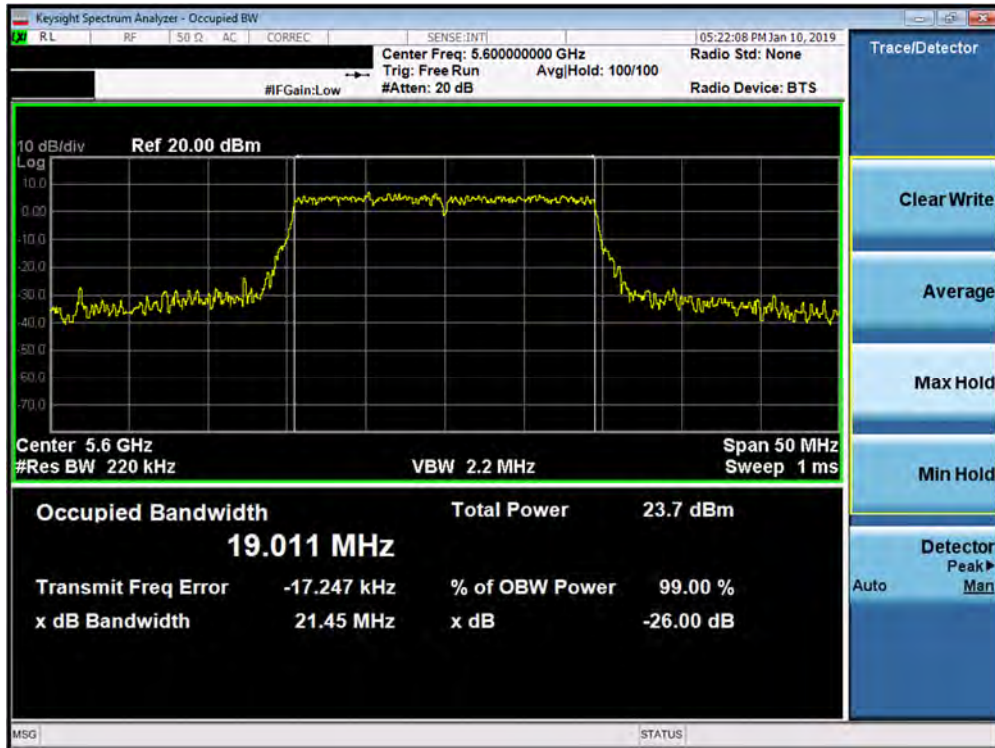 Keysight Spectrum Analyzer - Occupied BW
LXI RL RF 50 Ω AC CORREC SENSE:INT 05:22:08 PM Jan 10, 2019
Center Freq: 5.600000000 GHz Radio Std: None
Trig: Free Run Avg|Hold: 100/100
#IFGain:Low #Atten: 20 dB Radio Device: BTS
Trace/Detector
10 dB/div Ref 20.00 dBm
Log
10.0
0.00
-10.0
-20.0
-30.0
-40.0
-50.0
-60.0
-70.0
Center 5.6 GHz Span 50 MHz
#Res BW 220 kHz VBW 2.2 MHz Sweep 1 ms
Occupied Bandwidth Total Power 23.7 dBm
19.011 MHz
Transmit Freq Error -17.247 kHz % of OBW Power 99.00 %
x dB Bandwidth 21.45 MHz x dB -26.00 dB
Clear Write
Average
Max Hold
Min Hold
Detector
Peak▶
Auto Man
MSG STATUS